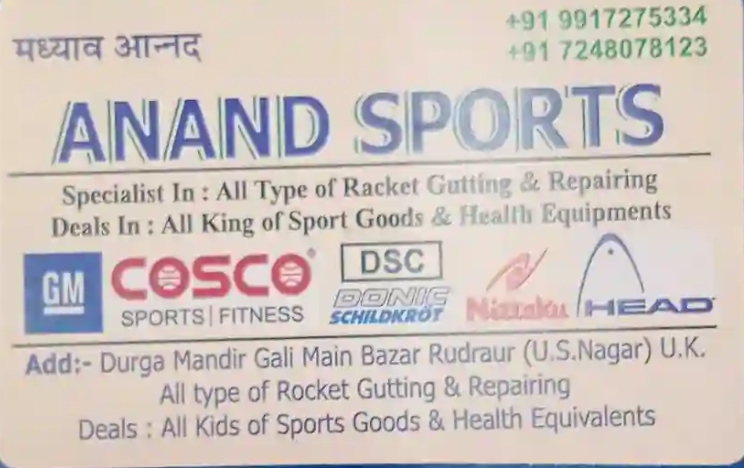 +91 9917275334
मध्याव आन्नद
+91 7248078123
ANAND SPORTS
Specialist In : All Type of Racket Gutting & Repairing
Deals In : All King of Sport Goods & Health Equipments
GM
COSCO®
SPORTS | FITNESS
DSC
DONIC
SCHILDKRÖT
Nittaku
HEAD
Add:- Durga Mandir Gali Main Bazar Rudraur (U.S.Nagar) U.K.
All type of Rocket Gutting & Repairing
Deals : All Kids of Sports Goods & Health Equivalents